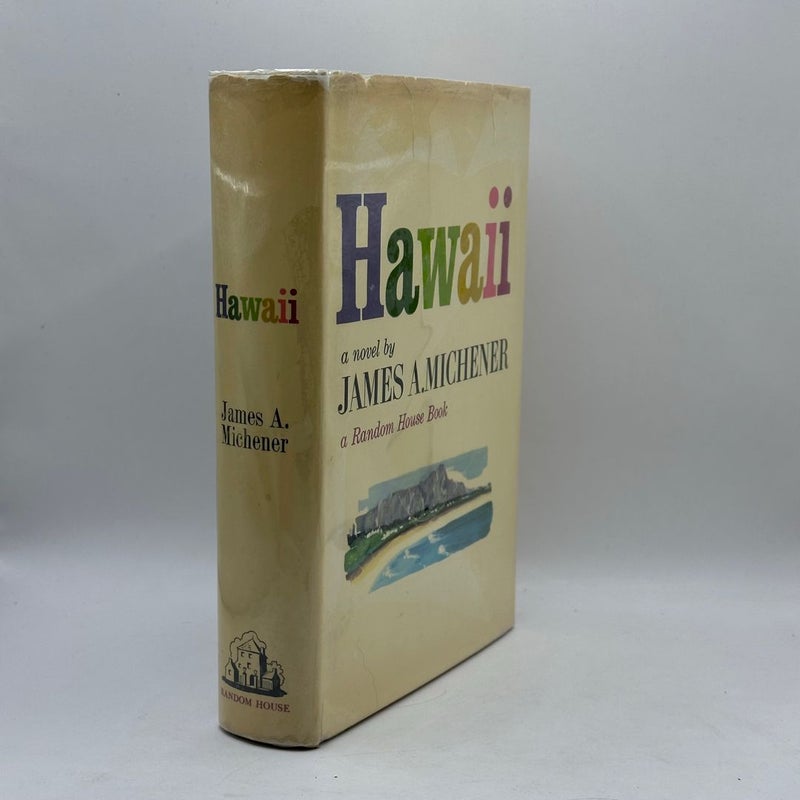 Hawaii
James A.
Michener
RANDOM HOUSE
Hawaii
a novel by
JAMES A. MICHENER
a Random House Book